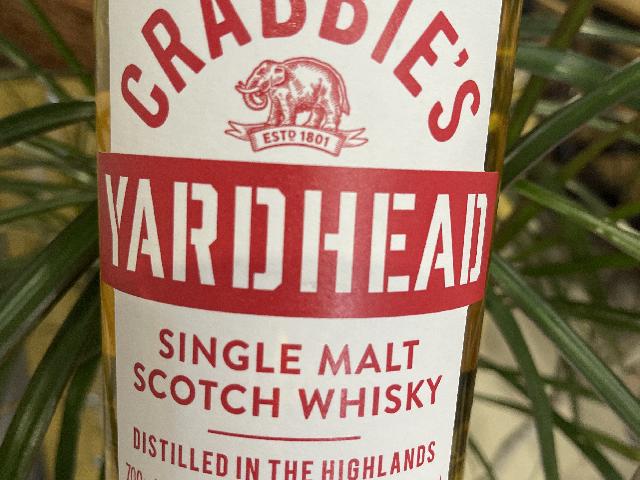 CRABBIE'S
ESTD 1801
YARDHEAD
SINGLE MALT
SCOTCH WHISKY
DISTILLED IN THE HIGHLANDS